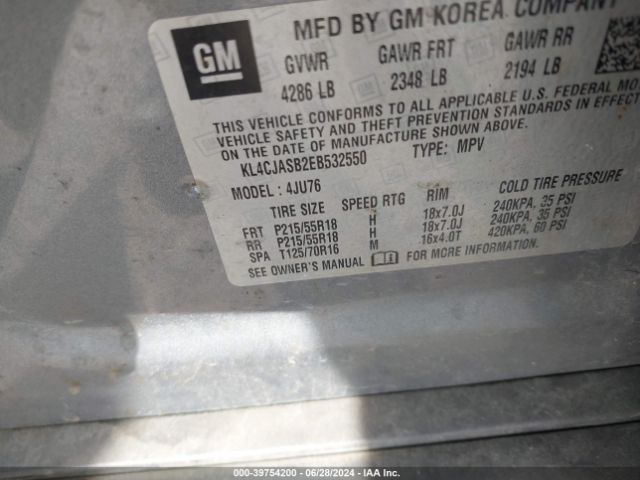 GM
MFD BY GM KOREA COMPANY
GVWR GAWR FRT GAWR RR
4286 LB 2348 LB 2194 LB
THIS VEHICLE CONFORMS TO ALL APPLICABLE U.S. FEDERAL MO
VEHICLE SAFETY AND THEFT PREVENTION STANDARDS IN EFFECT
ON THE DATE OF MANUFACTURE SHOWN ABOVE.
KL4CJASB2EB532550 TYPE: MPV
MODEL: 4JU76
TIRE SIZE SPEED RTG RIM COLD TIRE PRESSURE
FRT P215/55R18 H 18x7.0J 240KPA, 35 PSI
RR P215/55R18 H 18x7.0J 240KPA, 35 PSI
SPA T125/70R16 M 16x4.0T 420KPA, 60 PSI
SEE OWNER'S MANUAL FOR MORE INFORMATION.
000-39754200 | 06/28/2024 | IAA Inc.